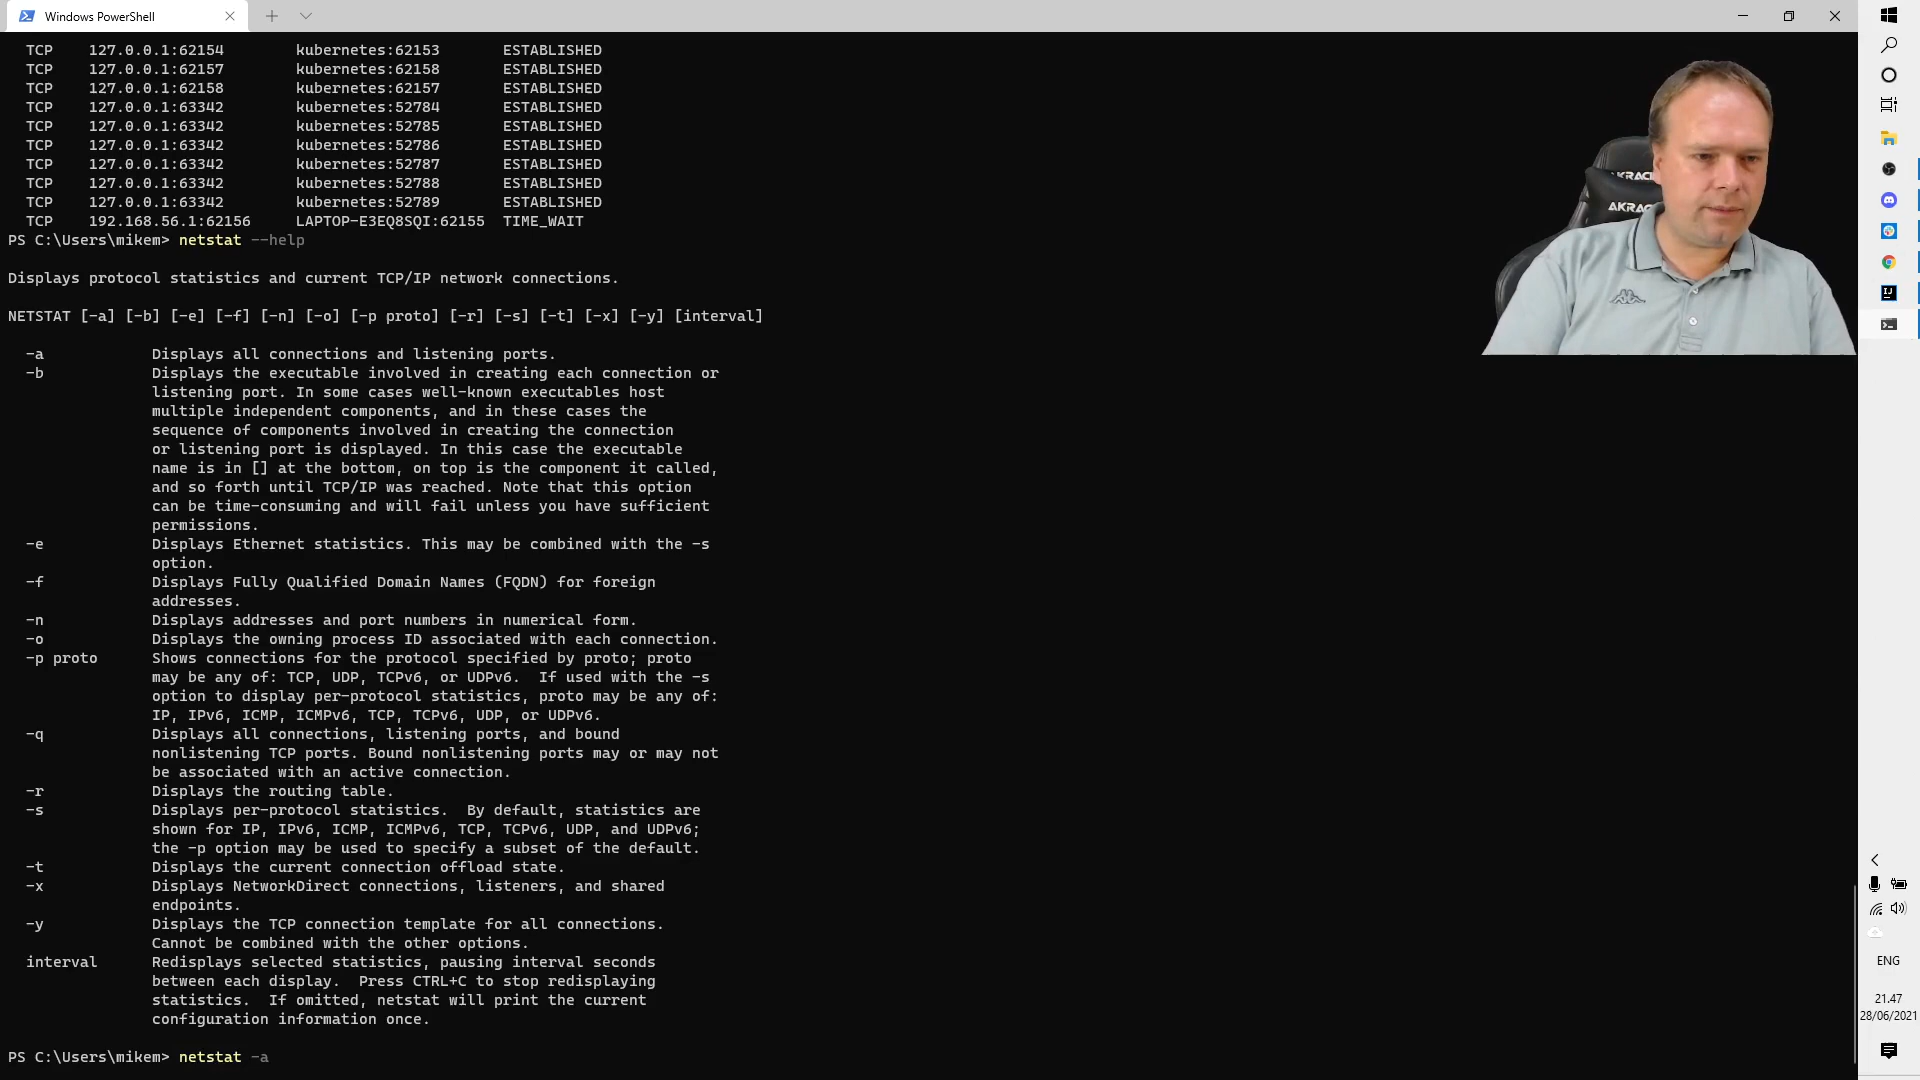 Windows PowerShell
TCP 127.0.0.1:62154 kubernetes:62153 ESTABLISHED
TCP 127.0.0.1:62157 kubernetes:62158 ESTABLISHED
TCP 127.0.0.1:62158 kubernetes:62157 ESTABLISHED
TCP 127.0.0.1:63342 kubernetes:52784 ESTABLISHED
TCP 127.0.0.1:63342 kubernetes:52785 ESTABLISHED
TCP 127.0.0.1:63342 kubernetes:52786 ESTABLISHED
TCP 127.0.0.1:63342 kubernetes:52787 ESTABLISHED
TCP 127.0.0.1:63342 kubernetes:52788 ESTABLISHED
TCP 127.0.0.1:63342 kubernetes:52789 ESTABLISHED
TCP 192.168.56.1:62156 LAPTOP-E3EQ8SQI:62155 TIME_WAIT
PS C:\Users\mikem> netstat --help
Displays protocol statistics and current TCP/IP network connections.
NETSTAT [-a] [-b] [-e] [-f] [-n] [-o] [-p proto] [-r] [-s] [-t] [-x] [-y] [interval]
-a Displays all connections and listening ports.
-b Displays the executable involved in creating each connection or
listening port. In some cases well-known executables host
multiple independent components, and in these cases the
sequence of components involved in creating the connection
or listening port is displayed. In this case the executable
name is in [] at the bottom, on top is the component it called,
and so forth until TCP/IP was reached. Note that this option
can be time-consuming and will fail unless you have sufficient
permissions.
-e Displays Ethernet statistics. This may be combined with the -s
option.
-f Displays Fully Qualified Domain Names (FQDN) for foreign
addresses.
-n Displays addresses and port numbers in numerical form.
-o Displays the owning process ID associated with each connection.
-p proto Shows connections for the protocol specified by proto; proto
may be any of: TCP, UDP, TCPv6, or UDPv6.  If used with the -s
option to display per-protocol statistics, proto may be any of:
IP, IPv6, ICMP, ICMPv6, TCP, TCPv6, UDP, or UDPv6.
-q Displays all connections, listening ports, and bound
nonlistening TCP ports. Bound nonlistening ports may or may not
be associated with an active connection.
-r Displays the routing table.
-s Displays per-protocol statistics.  By default, statistics are
shown for IP, IPv6, ICMP, ICMPv6, TCP, TCPv6, UDP, and UDPv6;
the -p option may be used to specify a subset of the default.
-t Displays the current connection offload state.
-x Displays NetworkDirect connections, listeners, and shared
endpoints.
-y Displays the TCP connection template for all connections.
Cannot be combined with the other options.
interval Redisplays selected statistics, pausing interval seconds
between each display.  Press CTRL+C to stop redisplaying
statistics.  If omitted, netstat will print the current
configuration information once.
PS C:\Users\mikem> netstat -a
ENG
21.47
28/06/2021